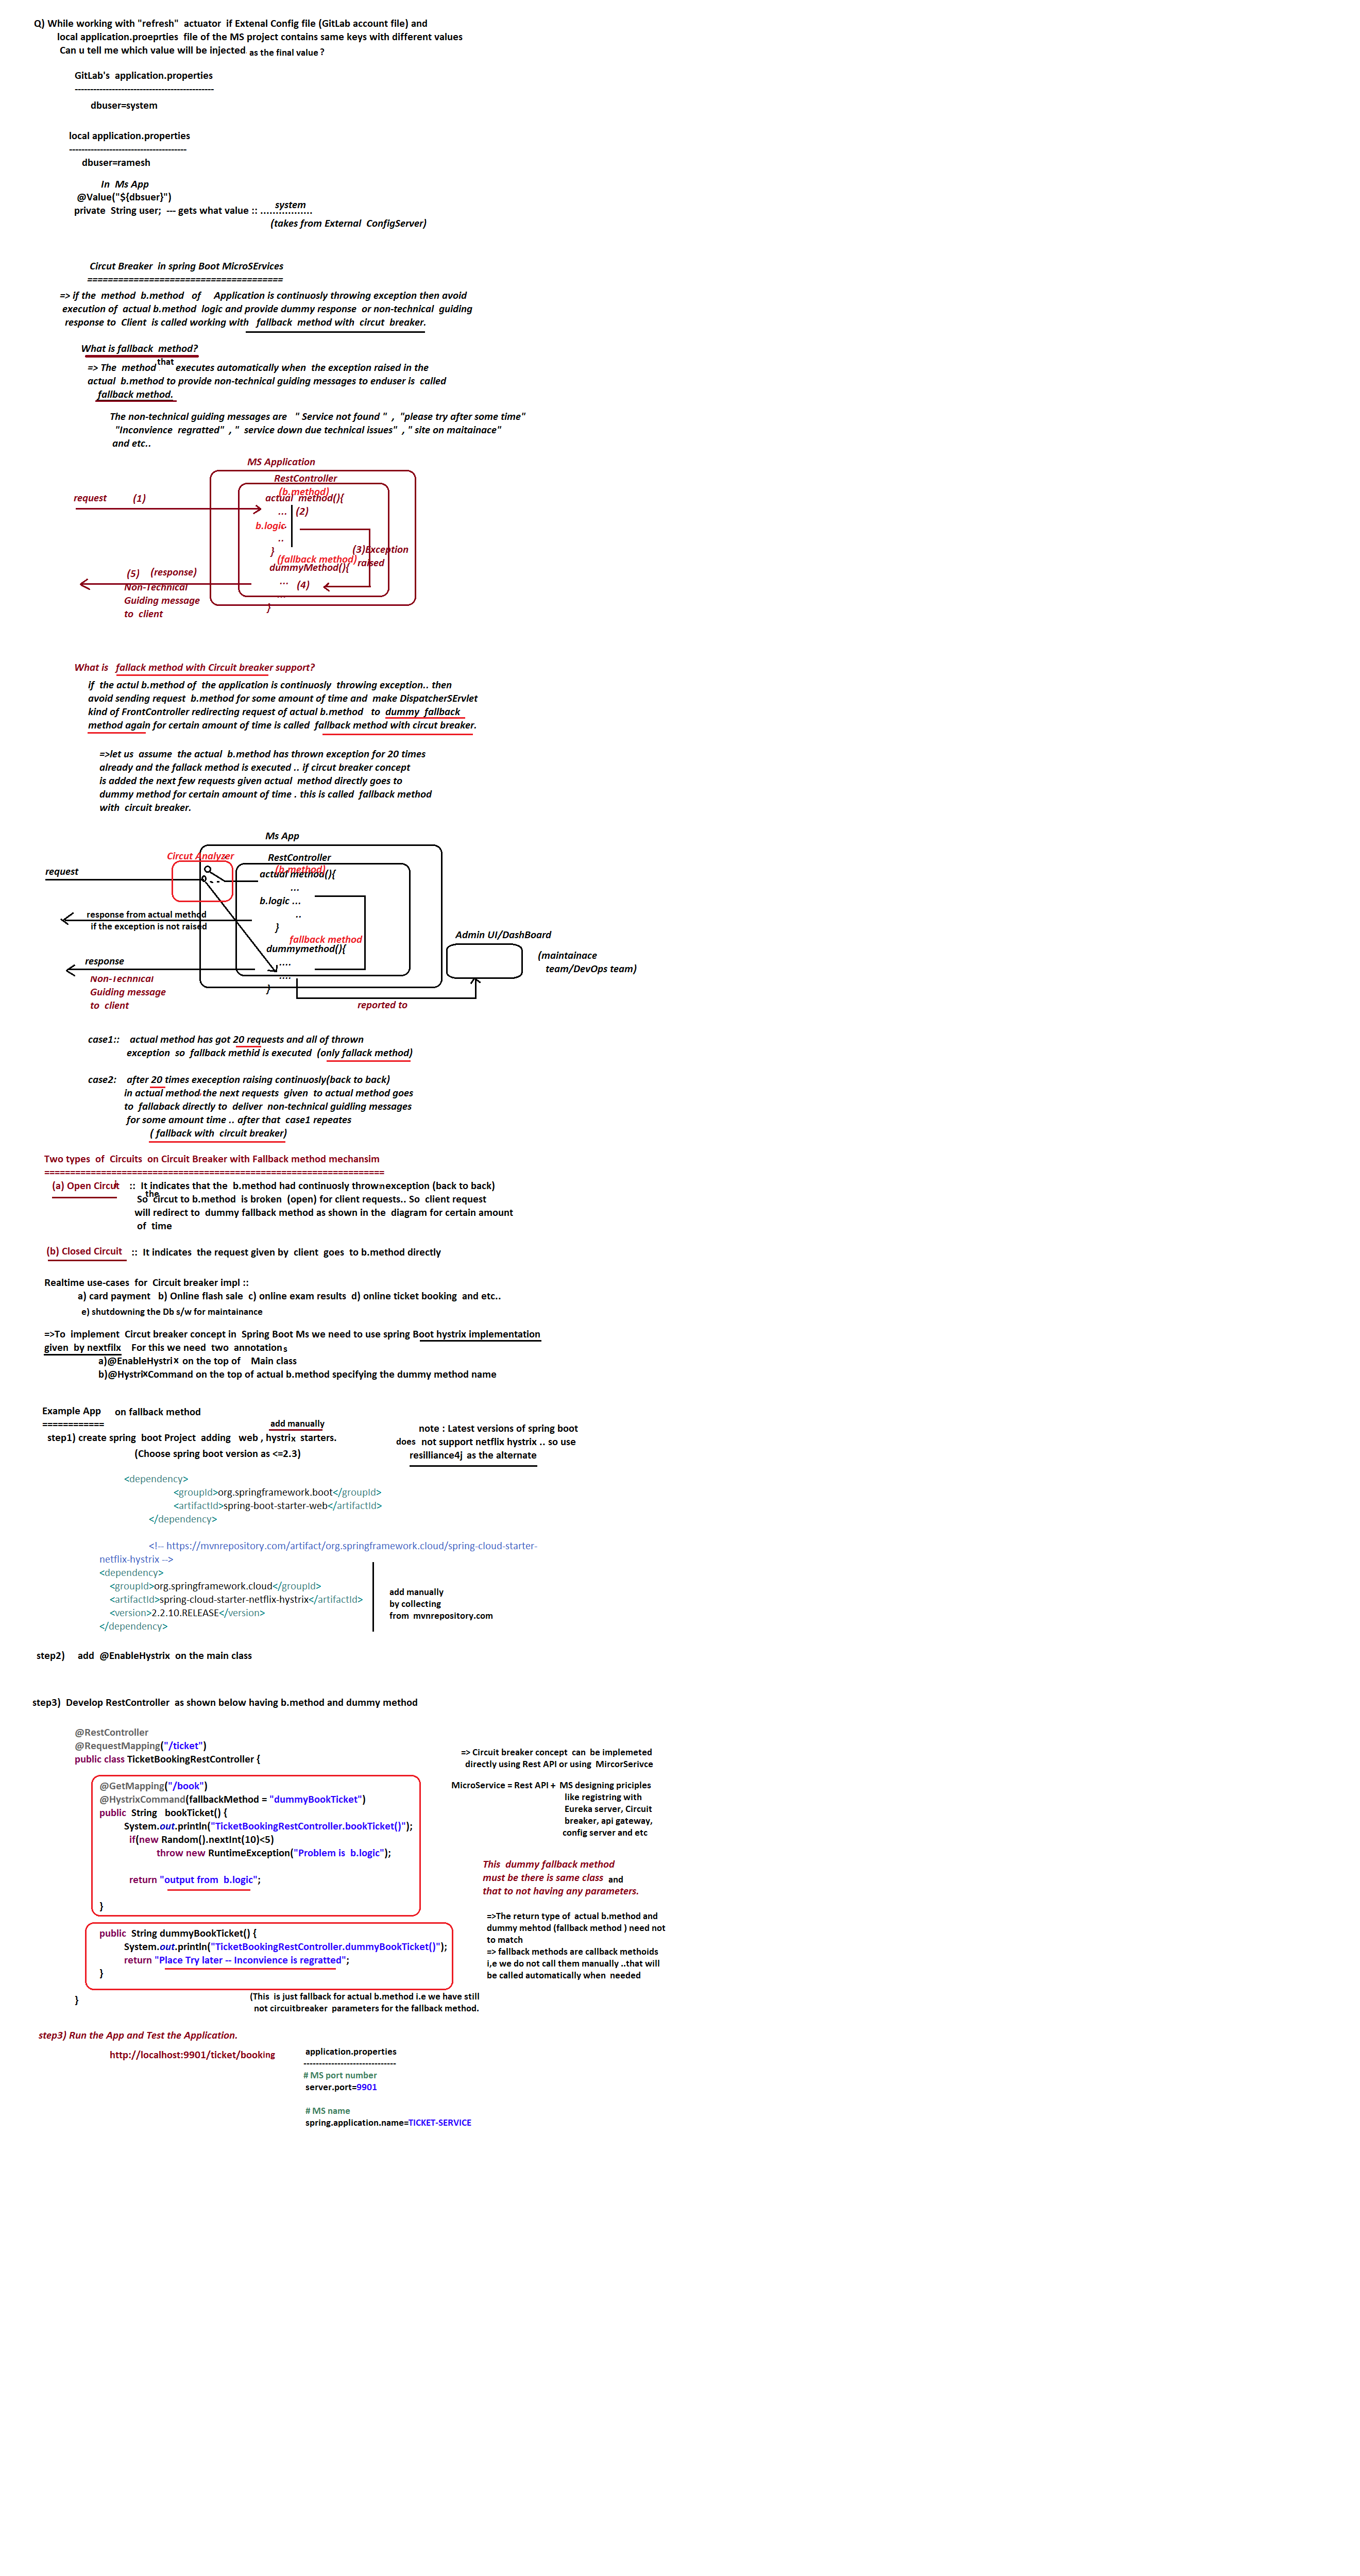 Q) While working with "refresh" actuator if Extenal Config file (GitLab account file) and
local application.proeprties file of the MS project contains same keys with different values
Can u tell me which value will be injected as the final value ?
GitLab's application.properties
---------------------------------------------
dbuser=system
local application.properties
--------------------------------------
dbuser=ramesh
In Ms App
@Value("${dbsuer}")
private String user; --- gets what value :: .................
system
(takes from External ConfigServer)
Circut Breaker in spring Boot MicroSErvices
======================================
=> if the method b.method of Application is continuosly throwing exception then avoid
execution of actual b.method logic and provide dummy response or non-technical guiding
response to Client is called working with fallback method with circut breaker.
What is fallback method?
=> The method that executes automatically when the exception raised in the
actual b.method to provide non-technical guiding messages to enduser is called
fallback method.
The non-technical guiding messages are " Service not found " , "please try after some time"
"Inconvience regratted" , " service down due technical issues" , " site on maitainace"
and etc..
MS Application
RestController
(b.method)
request (1)
actual method(){
... (2)
b.logic
..
}
(3)Exception
raised
(fallback method)
dummyMethod(){
(5) (response)
... (4)
...
}
Non-Technical
Guiding message
to client
What is fallack method with Circuit breaker support?
if the actul b.method of the application is continuosly throwing exception.. then
avoid sending request b.method for some amount of time and make DispatcherSErvlet
kind of FrontController redirecting request of actual b.method to dummy fallback
method again for certain amount of time is called fallback method with circut breaker.
=>let us assume the actual b.method has thrown exception for 20 times
already and the fallack method is executed .. if circut breaker concept
is added the next few requests given actual method directly goes to
dummy method for certain amount of time . this is called fallback method
with circuit breaker.
Ms App
Circut Analyzer
RestController
(b.method)
request
actual method(){
...
b.logic ...
..
}
response from actual method
if the exception is not raised
fallback method
dummymethod(){
....
....
}
response
Non-Technical
Guiding message
to client
Admin UI/DashBoard
(maintainace
team/DevOps team)
reported to
case1:: actual method has got 20 requests and all of thrown
exception so fallback methid is executed (only fallack method)
case2: after 20 times exeception raising continuosly(back to back)
in actual method the next requests given to actual method goes
to fallaback directly to deliver non-technical guidling messages
for some amount time .. after that case1 repeates
( fallback with circuit breaker)
Two types of Circuits on Circuit Breaker with Fallback method mechansim
==================================================================
(a) Open Circuit :: It indicates that the b.method had continuosly thrown exception (back to back)
So the circut to b.method is broken (open) for client requests.. So client request
will redirect to dummy fallback method as shown in the diagram for certain amount
of time
(b) Closed Circuit :: It indicates the request given by client goes to b.method directly
Realtime use-cases for Circuit breaker impl ::
a) card payment b) Online flash sale c) online exam results d) online ticket booking and etc..
e) shutdowning the Db s/w for maintainance
=>To implement Circut breaker concept in Spring Boot Ms we need to use spring Boot hystrix implementation
given by nextfilx For this we need two annotations
a)@EnableHystrix on the top of Main class
b)@HystrixCommand on the top of actual b.method specifying the dummy method name
Example App on fallback method
============
add manually
step1) create spring boot Project adding web , hystrix starters.
(Choose spring boot version as <=2.3)
note : Latest versions of spring boot
does not support netflix hystrix .. so use
resilliance4j as the alternate
<dependency>
<groupId>org.springframework.boot</groupId>
<artifactId>spring-boot-starter-web</artifactId>
</dependency>
<!-- https://mvnrepository.com/artifact/org.springframework.cloud/spring-cloud-starter-
netflix-hystrix -->
<dependency>
<groupId>org.springframework.cloud</groupId>
<artifactId>spring-cloud-starter-netflix-hystrix</artifactId>
<version>2.2.10.RELEASE</version>
</dependency>
add manually
by collecting
from mvnrepository.com
step2) add @EnableHystrix on the main class
step3) Develop RestController as shown below having b.method and dummy method
@RestController
@RequestMapping("/ticket")
public class TicketBookingRestController {
@GetMapping("/book")
@HystrixCommand(fallbackMethod = "dummyBookTicket")
public String bookTicket() {
System.out.println("TicketBookingRestController.bookTicket()");
if(new Random().nextInt(10)<5)
throw new RuntimeException("Problem is b.logic");
return "output from b.logic";
}
public String dummyBookTicket() {
System.out.println("TicketBookingRestController.dummyBookTicket()");
return "Place Try later -- Inconvience is regratted";
}
}
=> Circuit breaker concept can be implemeted
directly using Rest API or using MircorSerivce
MicroService = Rest API + MS designing priciples
like registring with
Eureka server, Circuit
breaker, api gateway,
config server and etc
This dummy fallback method
must be there is same class and
that to not having any parameters.
=>The return type of actual b.method and
dummy mehtod (fallback method ) need not
to match
=> fallback methods are callback methoids
i,e we do not call them manually ..that will
be called automatically when needed
(This is just fallback for actual b.method i.e we have still
not circuitbreaker parameters for the fallback method.
step3) Run the App and Test the Application.
http://localhost:9901/ticket/booking
application.properties
------------------------------
# MS port number
server.port=9901
# MS name
spring.application.name=TICKET-SERVICE